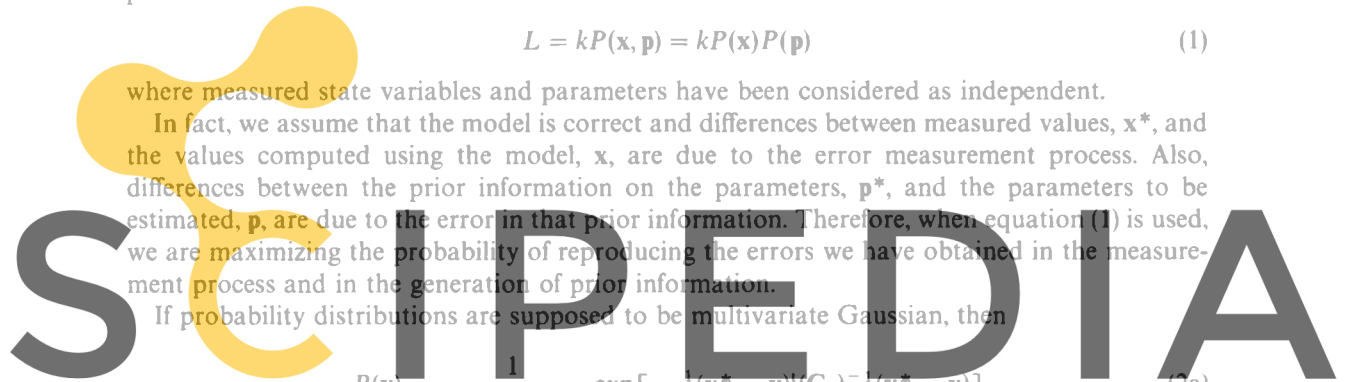 L = kP(x, p) = kP(x)P(p) (1)
where measured state variables and parameters have been considered as independent.
In fact, we assume that the model is correct and differences between measured values, x*, and
the values computed using the model, x, are due to the error measurement process. Also,
differences between the prior information on the parameters, p*, and the parameters to be
estimated, p, are due to the error in that prior information. Therefore, when equation (1) is used,
we are maximizing the probability of reproducing the errors we have obtained in the measure-
ment process and in the generation of prior information.
If probability distributions are supposed to be multivariate Gaussian, then
1
SCIPEDIA